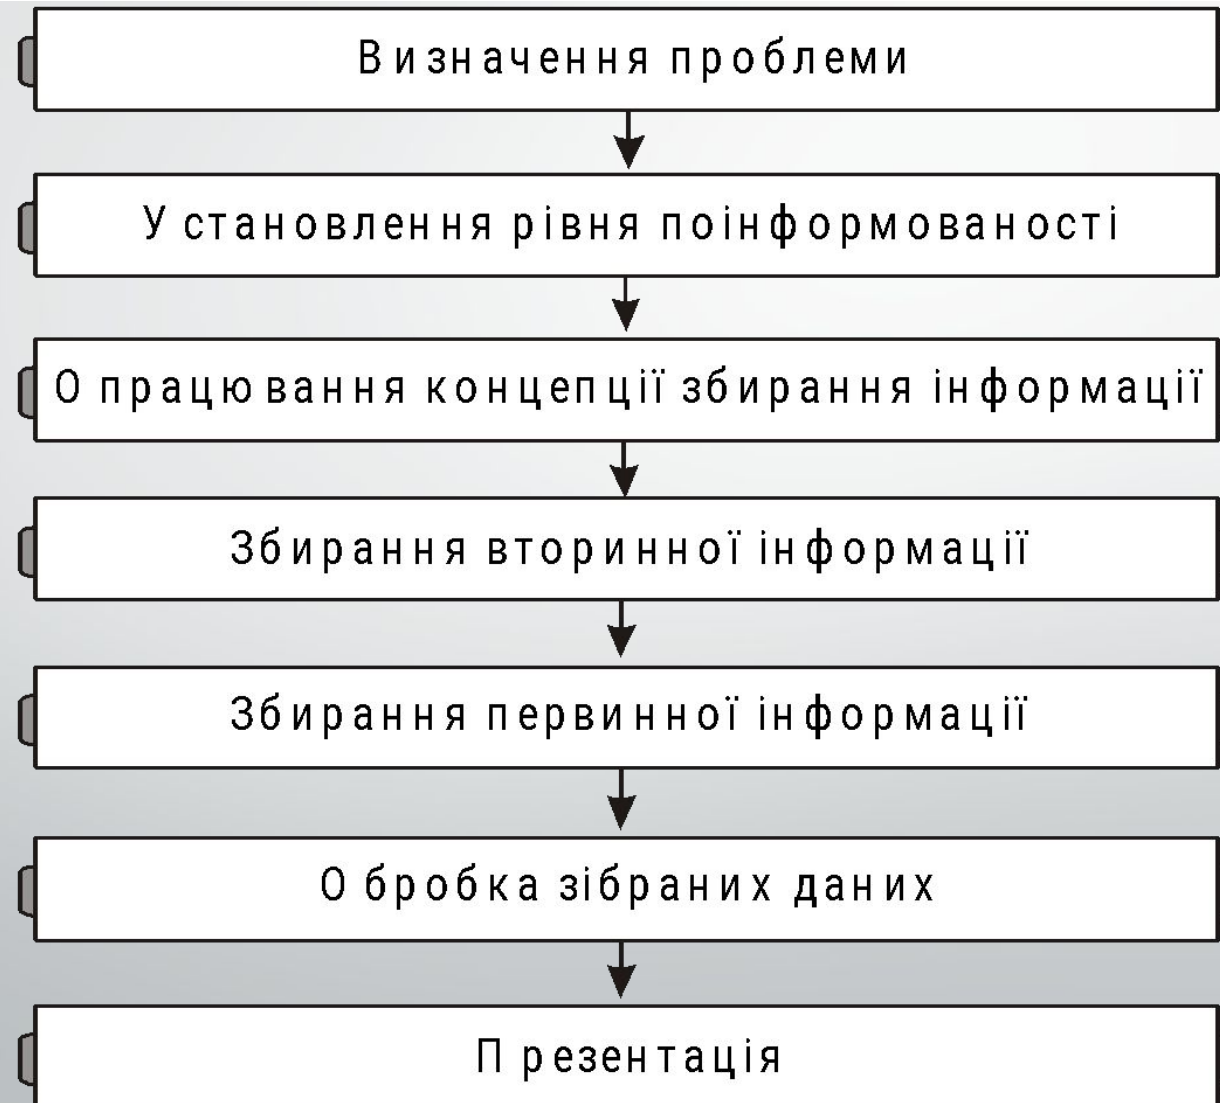 Визначення проблеми
Установлення рівня поінформованості
Опрацювання концепції збирання інформації
Збирання вторинної інформації
Збирання первинної інформації
Обробка зібраних даних
Презентація